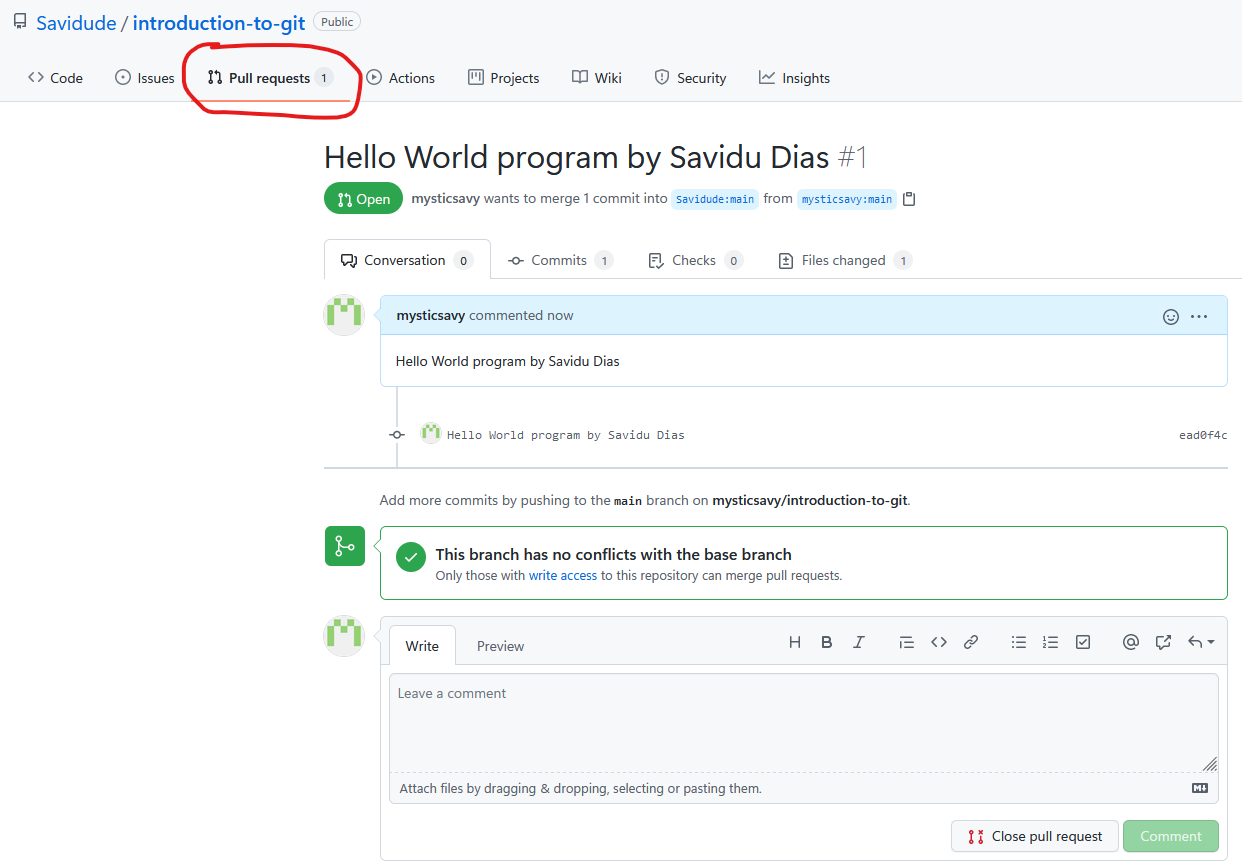 Savidude / introduction-to-git Public
Code Issues Pull requests 1 Actions Projects Wiki Security Insights
Hello World program by Savidu Dias #1
Open mysticsavy wants to merge 1 commit into Savidude:main from mysticsavy:main
Conversation 0 Commits 1 Checks 0 Files changed 1
mysticsavy commented now
Hello World program by Savidu Dias
Hello World program by Savidu Dias ead0f4c
Add more commits by pushing to the main branch on mysticsavy/introduction-to-git.
This branch has no conflicts with the base branch
Only those with write access to this repository can merge pull requests.
Write Preview
Leave a comment
Attach files by dragging & dropping, selecting or pasting them.
Close pull request Comment